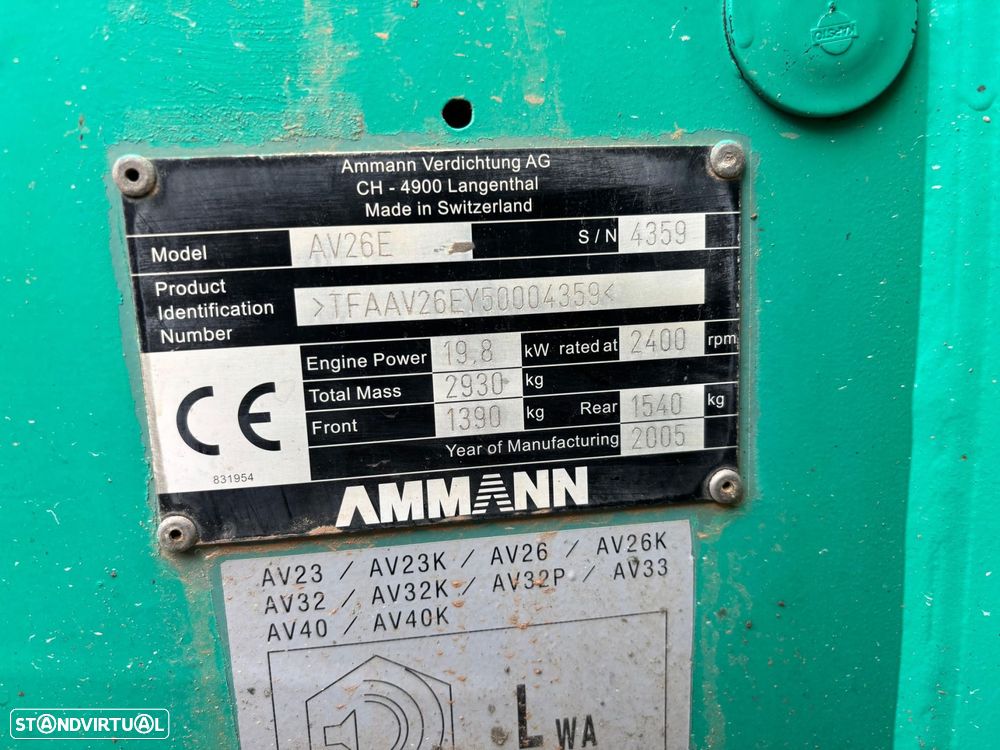 Ammann Verdichtung AG
CH - 4900 Langenthal
Made in Switzerland
Model AV26E S / N 4359
Product
Identification
Number
>TFAAV26EY50004359<
Engine Power 19.8 kW rated at 2400 rpm
Total Mass 2930 kg
Front 1390 kg Rear 1540 kg
Year of Manufacturing 2005
CE
831954
AMMANN
AV23 / AV23K / AV26 / AV26K
AV32 / AV32K / AV32P / AV33
AV40 / AV40K
LWA
STANDVIRTUAL